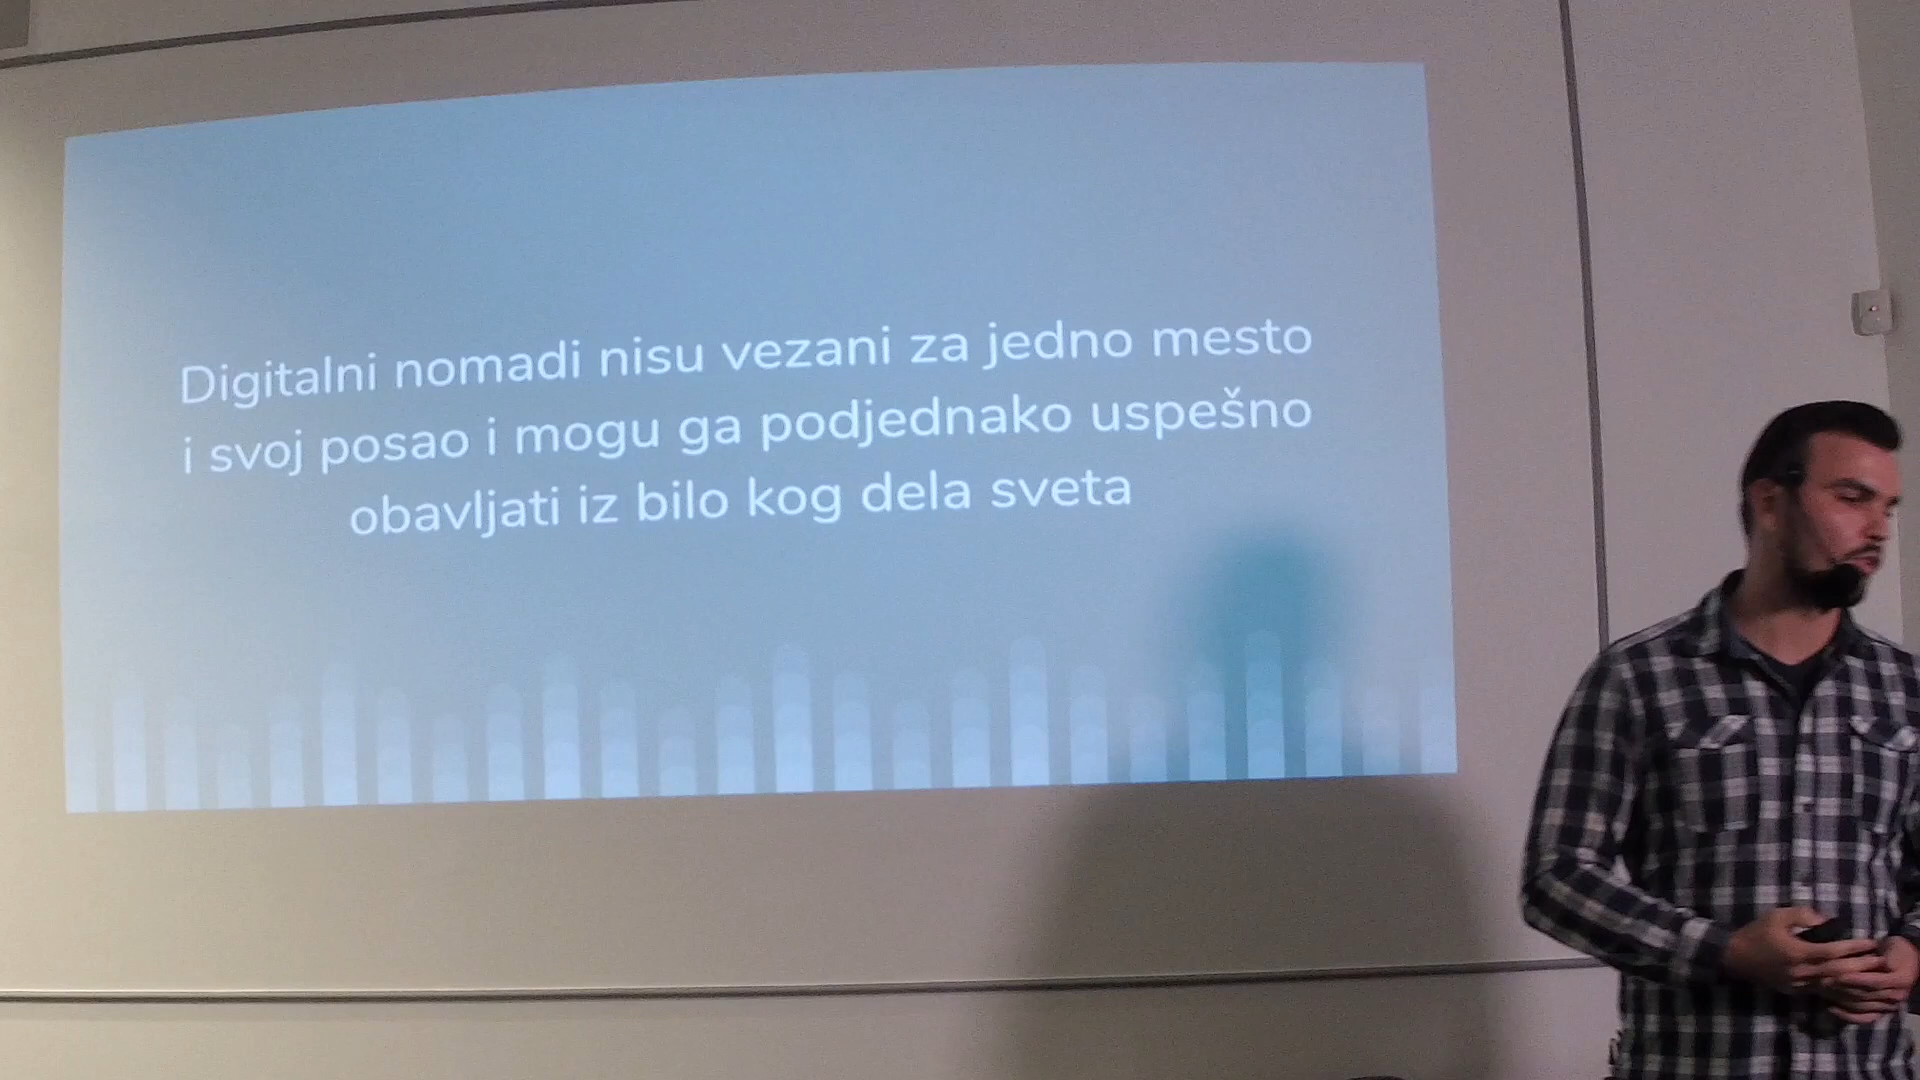 Digitalni nomadi nisu vezani za jedno mesto
i svoj posao i mogu ga podjednako uspešno
obavljati iz bilo kog dela sveta